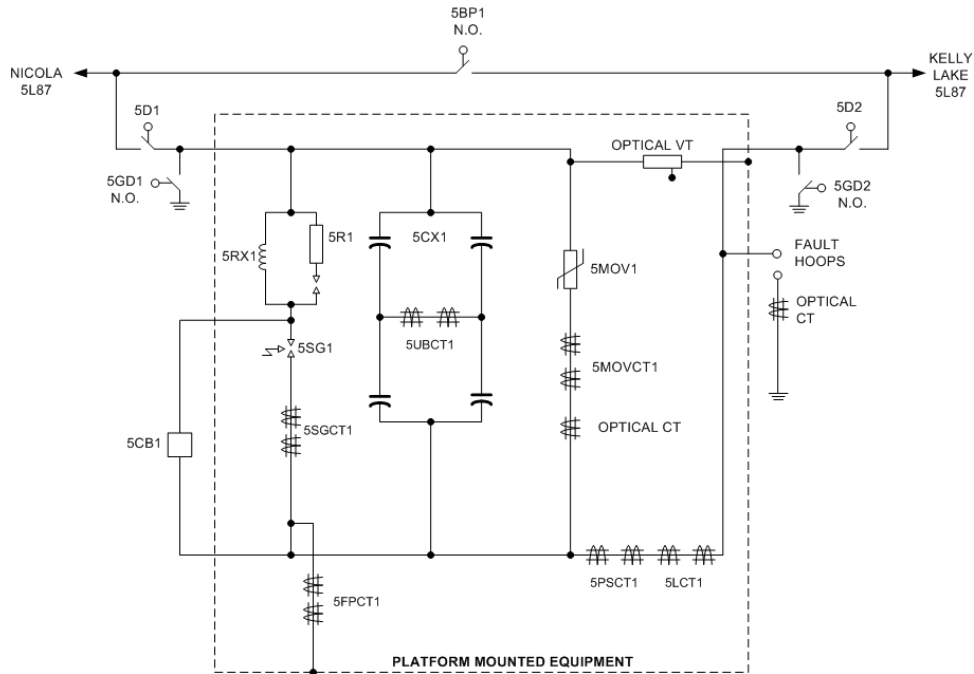 5BP1
N.O.
NICOLA
5L87
KELLY
LAKE
5L87
5D1
5D2
OPTICAL VT
5GD1
N.O.
5GD2
N.O.
5R1
5CX1
5RX1
FAULT
HOOPS
5MOV1
OPTICAL
CT
5UBCT1
5SG1
5MOVCT1
5SGCT1
OPTICAL CT
5CB1
5PSCT1
5LCT1
5FPCT1
PLATFORM MOUNTED EQUIPMENT